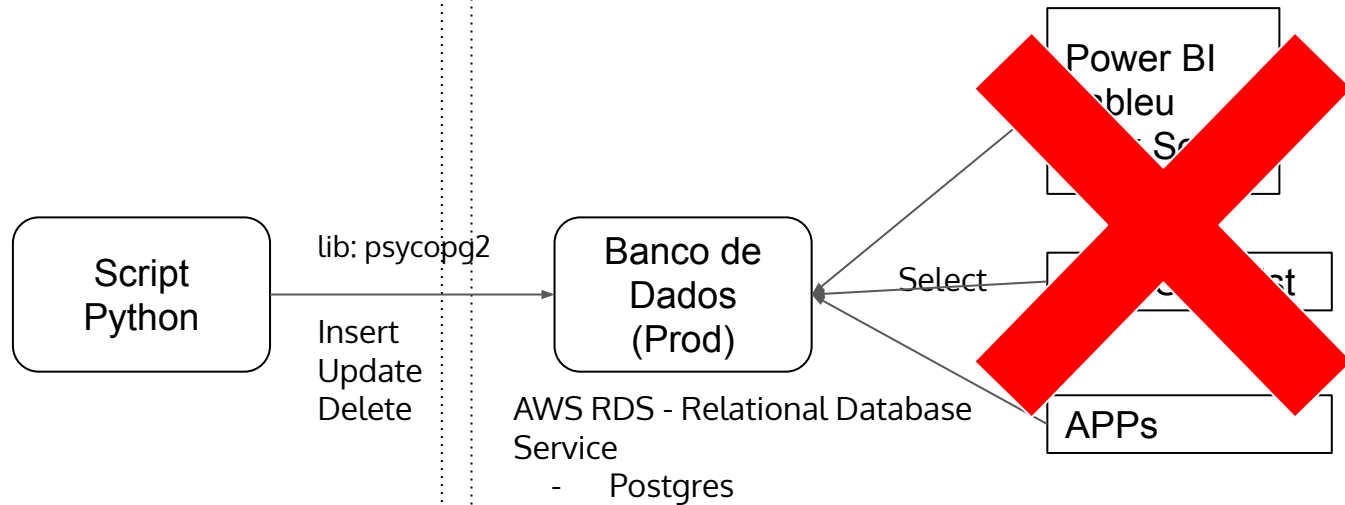 Script
Python
lib: psycopg2
Insert
Update
Delete
Banco de
Dados
(Prod)
AWS RDS - Relational Database
Service
- Postgres
Select
Power BI
APPs